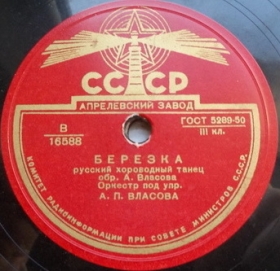 СССР
АПРЕЛЕВСКИЙ ЗАВОД
В
16588
ГОСТ 5289-50
III кл.
БЕРЕЗКА
русский хороводный танец
обр. А. Власова
Оркестр под упр.
А. П. ВЛАСОВА
КОМИТЕТ РАДИОИНФОРМАЦИИ ПРИ СОВЕТЕ МИНИСТРОВ СССР.